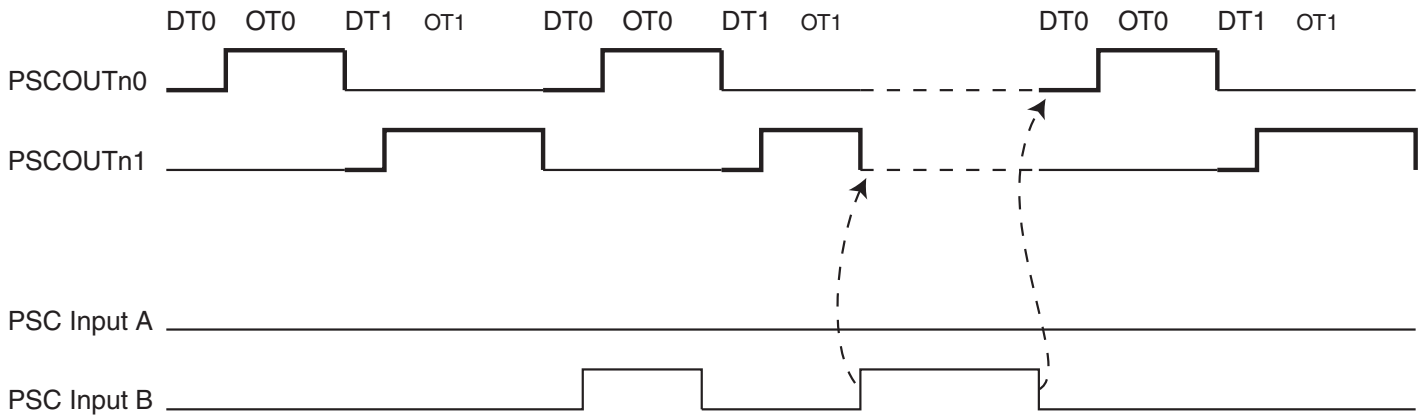 DT0 OT0 DT1 OT1 DT0 OT0 DT1 OT1 DT0 OT0 DT1 OT1
PSCOUTn0
PSCOUTn1
PSC Input A
PSC Input B